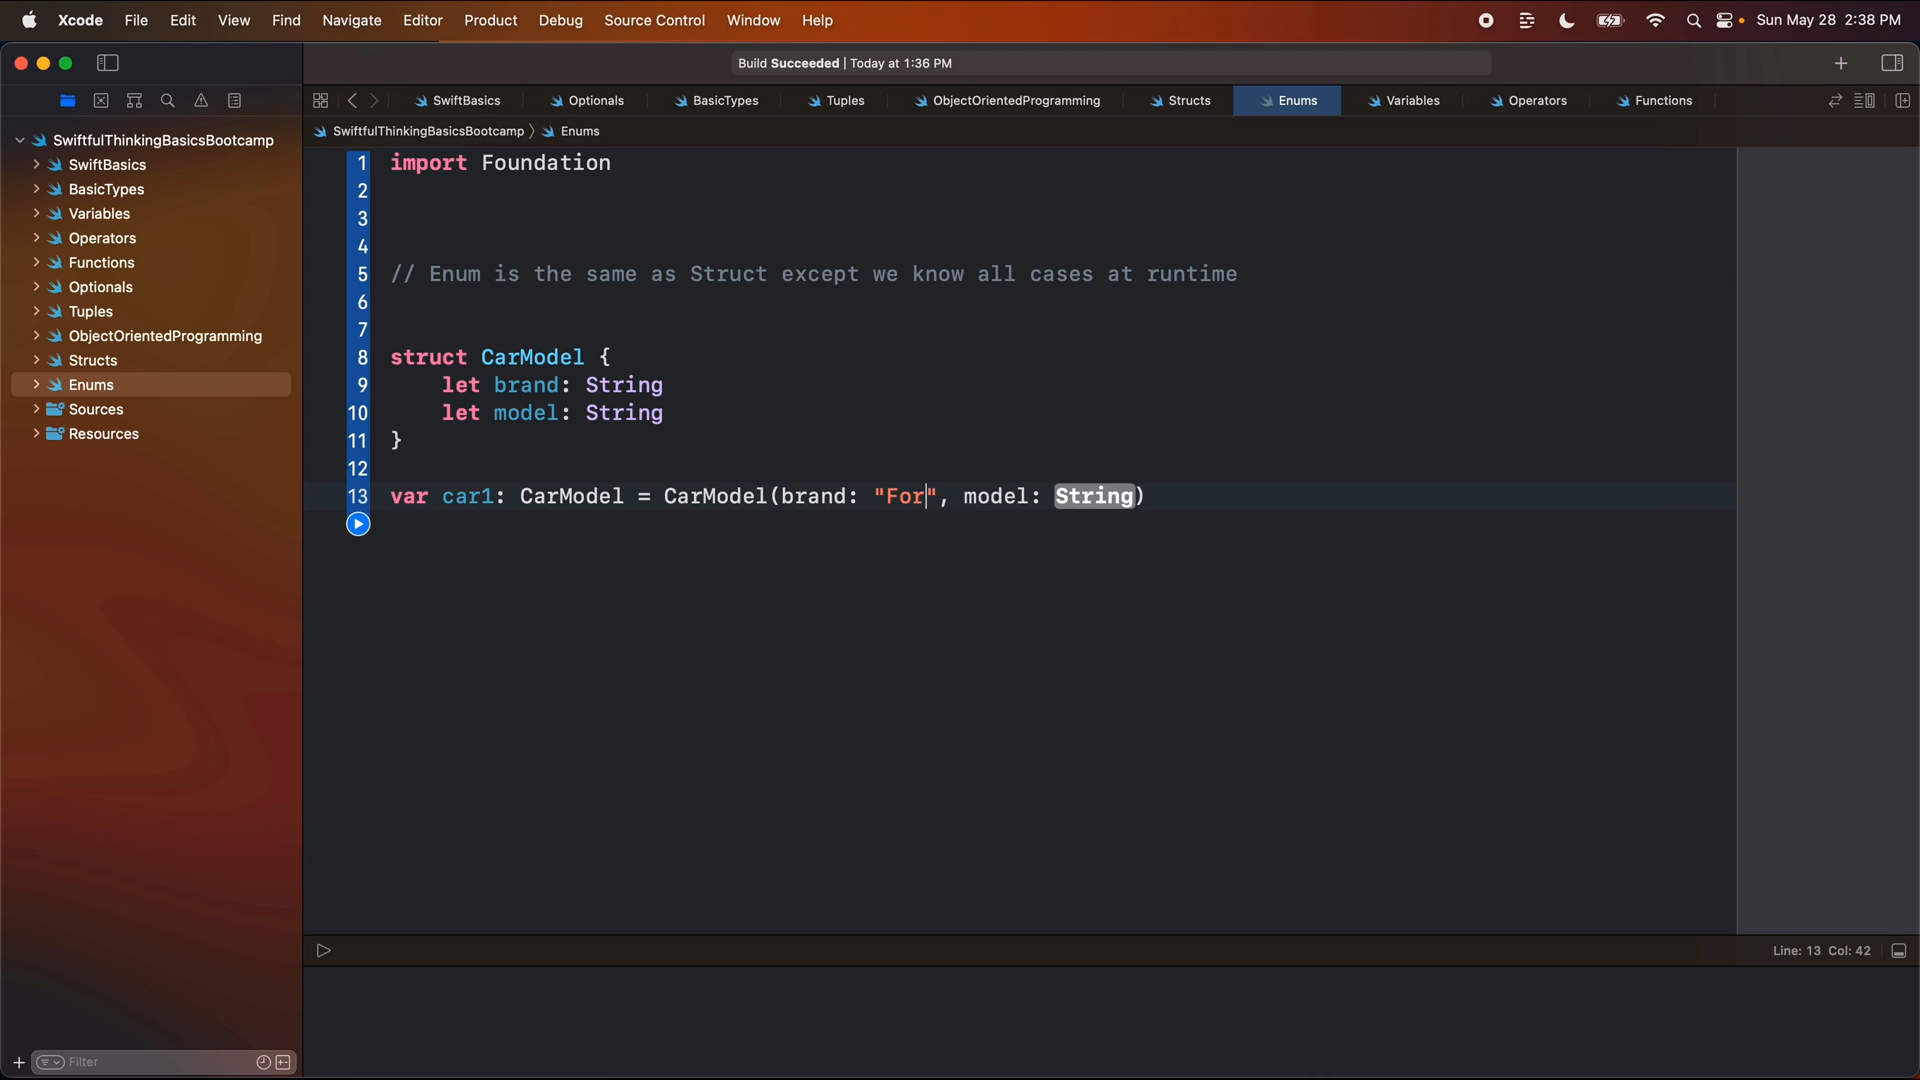 Xcode File Edit View Find Navigate Editor Product Debug Source Control Window Help Sun May 28 2:38 PM
Build Succeeded | Today at 1:36 PM
SwiftBasics Optionals BasicTypes Tuples ObjectOrientedProgramming Structs Enums Variables Operators Functions
SwiftfulThinkingBasicsBootcamp
SwiftBasics
BasicTypes
Variables
Operators
Functions
Optionals
Tuples
ObjectOrientedProgramming
Structs
Enums
Sources
Resources
Filter
SwiftfulThinkingBasicsBootcamp 〉 Enums
1 import Foundation
2
3
4
5 // Enum is the same as Struct except we know all cases at runtime
6
7
8 struct CarModel {
9 let brand: String
10 let model: String
11 }
12
13 var car1: CarModel = CarModel(brand: "For", model: String)
Line: 13 Col: 42